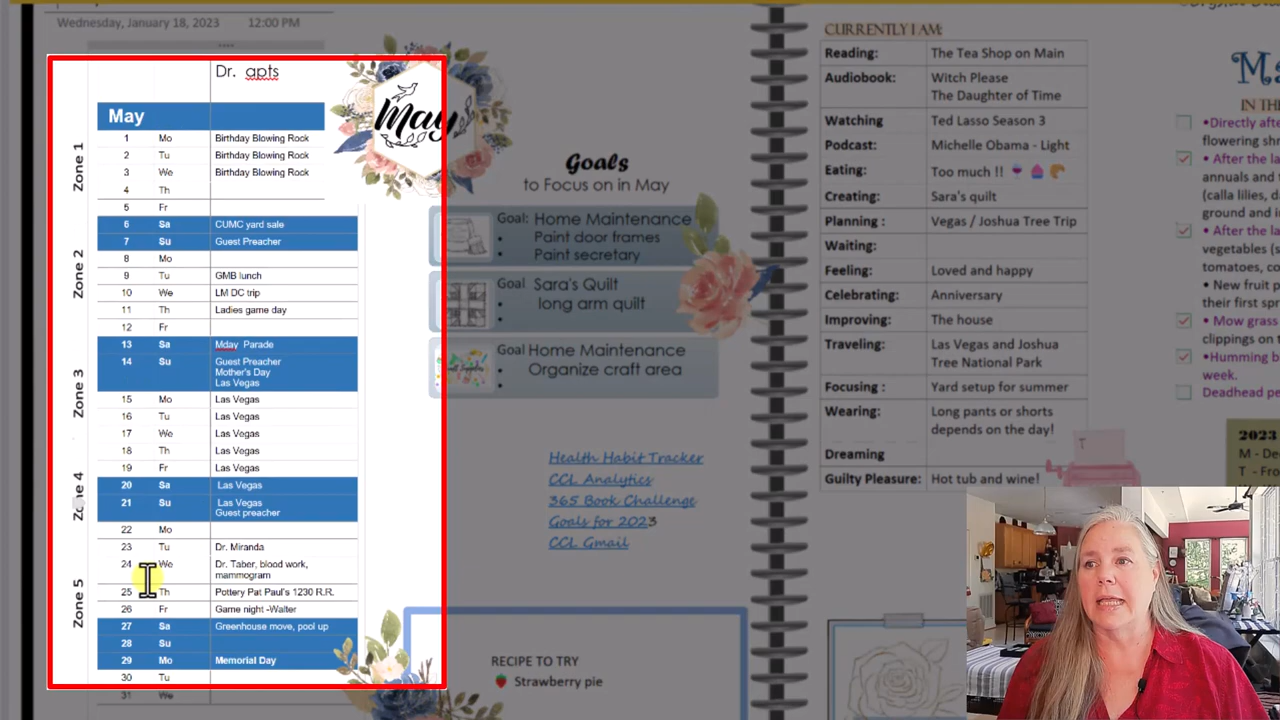 Wednesday, January 18, 2023 12:00 PM
Dr. apts
May
May
Zone 1
Zone 2
Zone 3
Zone 4
Zone 5
1 Mo Birthday Blowing Rock
2 Tu Birthday Blowing Rock
3 We Birthday Blowing Rock
4 Th
5 Fr
6 Sa CUMC yard sale
7 Su Guest Preacher
8 Mo
9 Tu GMB lunch
10 We LM DC trip
11 Th Ladies game day
12 Fr
13 Sa Mday Parade
14 Su Guest Preacher
Mother's Day
Las Vegas
15 Mo Las Vegas
16 Tu Las Vegas
17 We Las Vegas
18 Th Las Vegas
19 Fr Las Vegas
20 Sa Las Vegas
21 Su Las Vegas
Guest preacher
22 Mo
23 Tu Dr. Miranda
24 We Dr. Taber, blood work,
mammogram
25 Th Pottery Pat Paul's 1230 R.R.
26 Fr Game night -Walter
27 Sa Greenhouse move, pool up
28 Su
29 Mo Memorial Day
30 Tu
31 We
Goals
to Focus on in May
Goal: Home Maintenance
• Paint door frames
• Paint secretary
Goal Sara's Quilt
• long arm quilt
•
Goal Home Maintenance
• Organize craft area
•
Health Habit Tracker
CCL Analytics
365 Book Challenge
Goals for 2023
CCL Gmail
RECIPE TO TRY
Strawberry pie
CURRENTLY I AM:
Reading: The Tea Shop on Main
Audiobook: Witch Please
The Daughter of Time
Watching Ted Lasso Season 3
Podcast: Michelle Obama - Light
Eating: Too much !!
Creating: Sara's quilt
Planning : Vegas / Joshua Tree Trip
Waiting:
Feeling: Loved and happy
Celebrating: Anniversary
Improving: The house
Traveling: Las Vegas and Joshua
Tree National Park
Focusing : Yard setup for summer
Wearing: Long pants or shorts
depends on the day!
Dreaming
Guilty Pleasure: Hot tub and wine!
T
Ma
IN THE
•Directly afte
flowering shr
• After the la
annuals and
(calla lilies, d
ground and i
• After the la
vegetables (s
tomatoes, co
• New fruit p
their first spr
• Mow grass
clippings on t
•Humming b
week.
Deadhead pe
2023
M - De
T - Fro